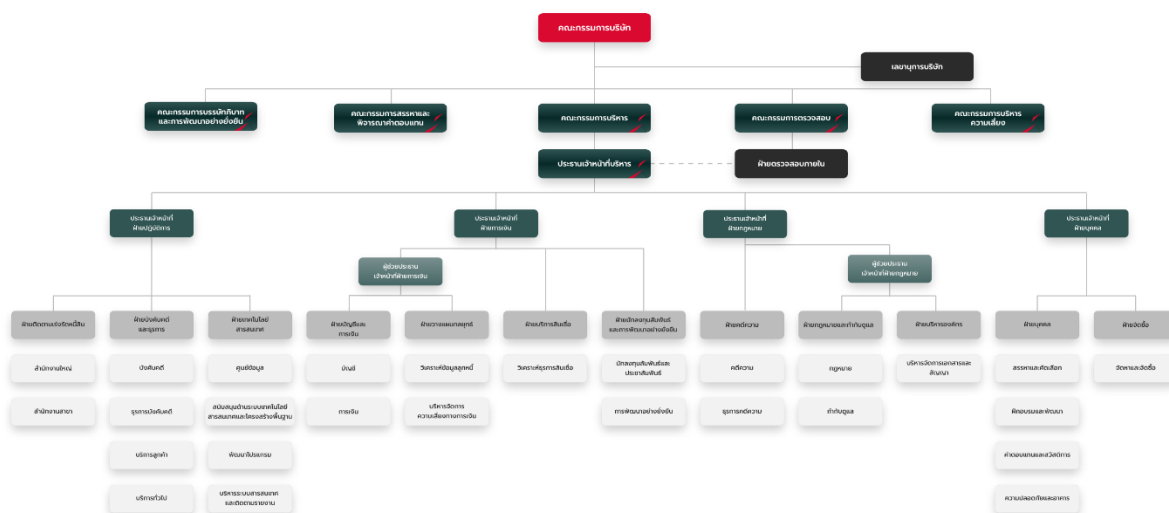 คณะกรรมการบริษัท
เลขานุการบริษัท
คณะกรรมการบรรษัทภิบาล
และการพัฒนาอย่างยั่งยืน
คณะกรรมการสรรหาและ
พิจารณาค่าตอบแทน
คณะกรรมการบริหาร
คณะกรรมการตรวจสอบ
คณะกรรมการบริหาร
ความเสี่ยง
ประธานเจ้าหน้าที่บริหาร
ฝ่ายตรวจสอบภายใน
ประธานเจ้าหน้าที่
ฝ่ายปฏิบัติการ
ประธานเจ้าหน้าที่
ฝ่ายการเงิน
ประธานเจ้าหน้าที่
ฝ่ายกฎหมาย
ประธานเจ้าหน้าที่
ฝ่ายบุคคล
ผู้ช่วยประธาน
เจ้าหน้าที่ฝ่ายการเงิน
ผู้ช่วยประธาน
เจ้าหน้าที่ฝ่ายกฎหมาย
ฝ่ายติดตามเร่งรัดหนี้สิน
ฝ่ายบังคับคดี
และธุรการ
ฝ่ายเทคโนโลยี
สารสนเทศ
ฝ่ายบัญชีและ
การเงิน
ฝ่ายวางแผนกลยุทธ์
ฝ่ายบริหารสินเชื่อ
ฝ่ายนักลงทุนสัมพันธ์
และการพัฒนาอย่างยั่งยืน
ฝ่ายคดีความ
ฝ่ายกฎหมายและกำกับดูแล
ฝ่ายบริหารองค์กร
ฝ่ายบุคคล
ฝ่ายจัดซื้อ
สำนักงานใหญ่
บังคับคดี
ศูนย์ข้อมูล
บัญชี
วิเคราะห์ข้อมูลลูกหนี้
วิเคราะห์ธุรการสินเชื่อ
นักลงทุนสัมพันธ์และ
ประชาสัมพันธ์
คดีความ
กฎหมาย
บริหารจัดการเอกสารและ
สัญญา
สรรหาและคัดเลือก
จัดหาและจัดซื้อ
สำนักงานสาขา
ธุรการบังคับคดี
สนับสนุนด้านระบบเทคโนโลยี
สารสนเทศและโครงสร้างพื้นฐาน
การเงิน
บริหารจัดการ
ความเสี่ยงทางการเงิน
การพัฒนาอย่างยั่งยืน
ธุรการคดีความ
กำกับดูแล
ฝึกอบรมและพัฒนา
บริการลูกค้า
พัฒนาโปรแกรม
ค่าตอบแทนและสวัสดิการ
บริการทั่วไป
บริหารระบบสารสนเทศ
และติดตามรายงาน
ความปลอดภัยและอาคาร